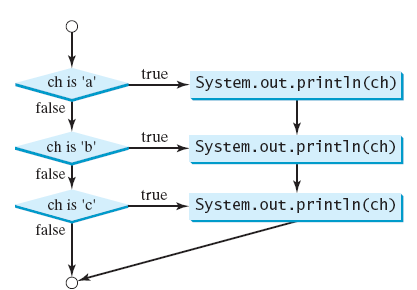 ch is 'a'
true
System.out.println(ch)
false
ch is 'b'
true
System.out.println(ch)
false
ch is 'c'
true
System.out.println(ch)
false